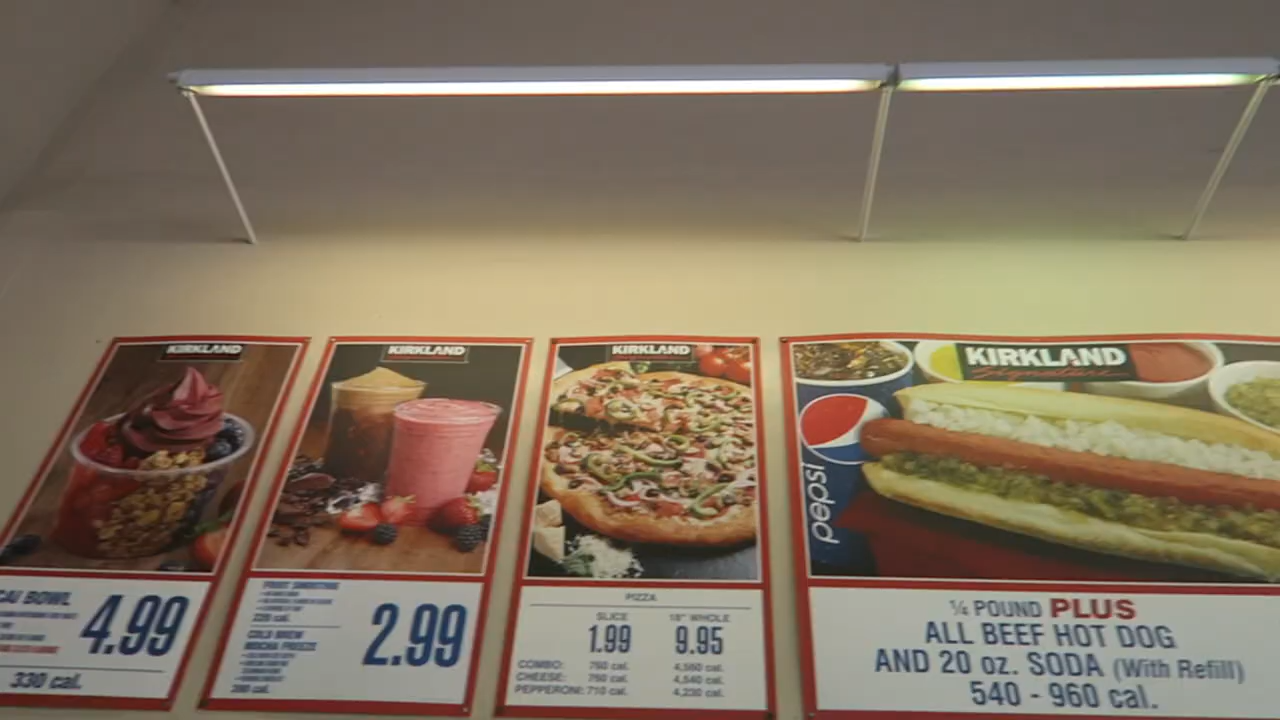 KIRKLAND
CAI BOWL
4.99
330 cal.
KIRKLAND
FRUIT SMOOTHIE
220 cal.
COLD BREW
MOCHA FREEZE
2.99
KIRKLAND
PIZZA
SLICE 18" WHOLE
1.99 9.95
COMBO: 760 cal. 4,560 cal.
CHEESE: 760 cal. 4,540 cal.
PEPPERONI: 710 cal. 4,230 cal.
KIRKLAND
Signature
pepsi
¼ POUND PLUS
ALL BEEF HOT DOG
AND 20 oz. SODA (With Refill)
540 - 960 cal.